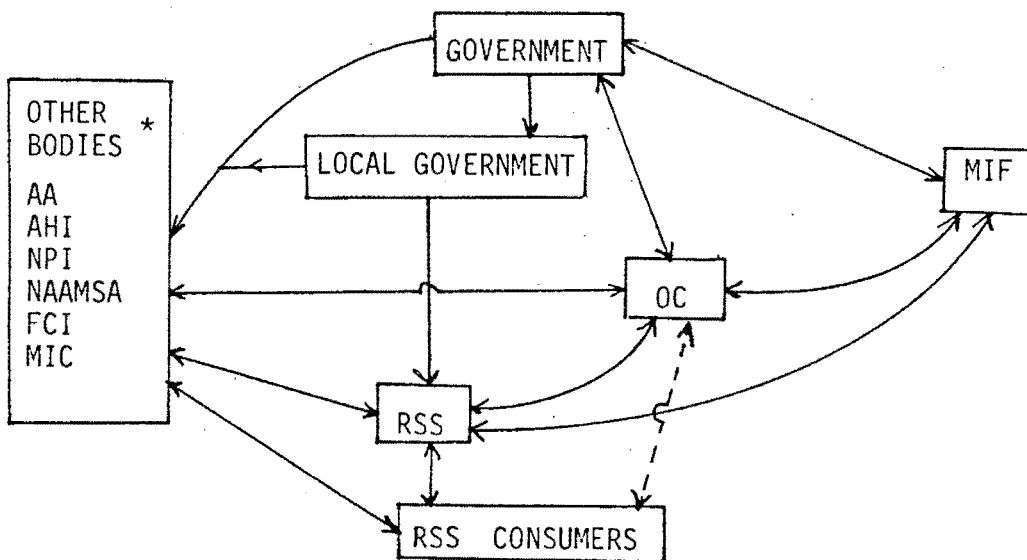 GOVERNMENT
OTHER
BODIES *
LOCAL GOVERNMENT
MIF
AA
AHI
NPI
NAAMSA
FCI
MIC
OC
RSS
RSS CONSUMERS